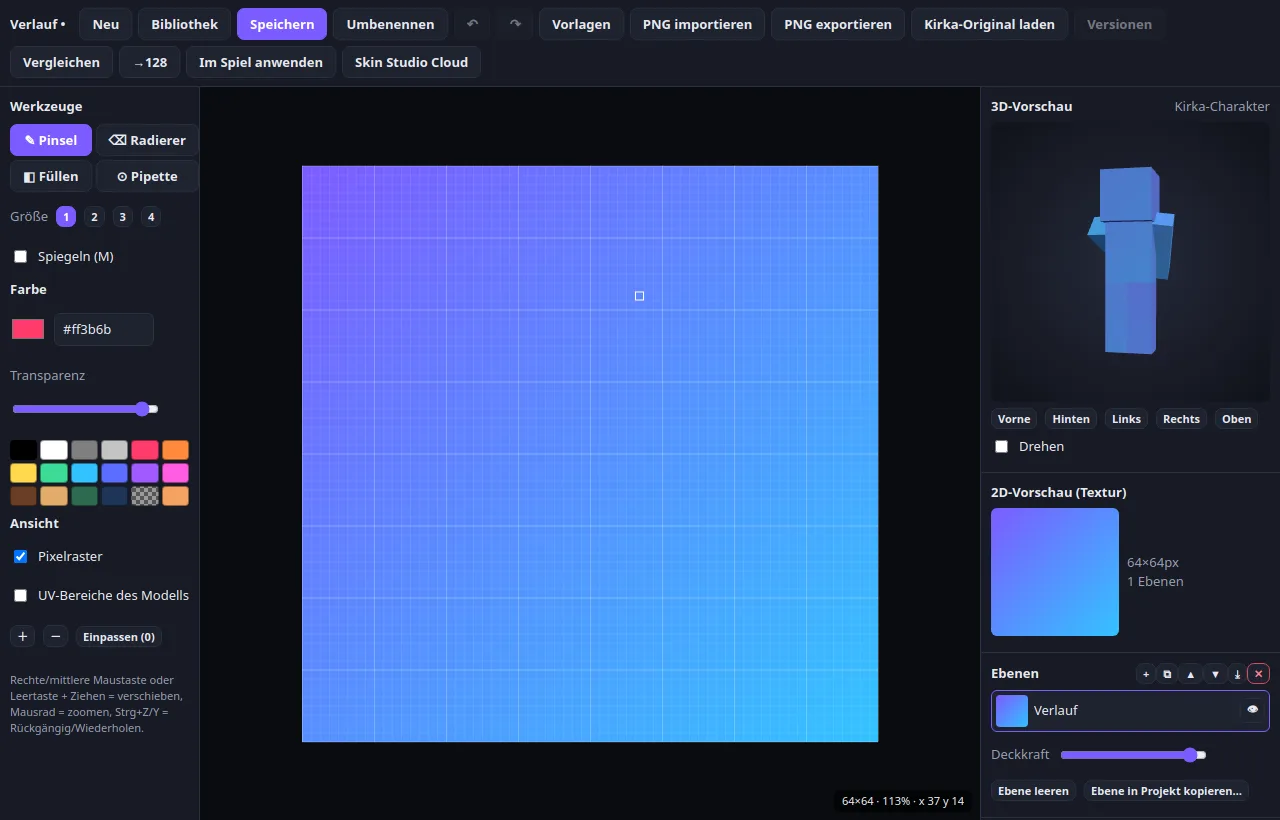 Verlauf • Neu Bibliothek Speichern Umbenennen ↶ ↷ Vorlagen PNG importieren PNG exportieren Kirka-Original laden Versionen
Vergleichen →128 Im Spiel anwenden Skin Studio Cloud
Werkzeuge
✎ Pinsel ⌫ Radierer
◧ Füllen ⊙ Pipette
Größe 1 2 3 4
Spiegeln (M)
Farbe
#ff3b6b
Transparenz
Ansicht
Pixelraster
UV-Bereiche des Modells
+ − Einpassen (0)
Rechte/mittlere Maustaste oder
Leertaste + Ziehen = verschieben,
Mausrad = zoomen, Strg+Z/Y =
Rückgängig/Wiederholen.
64×64 · 113% · x 37 y 14
3D-Vorschau Kirka-Charakter
Vorne Hinten Links Rechts Oben
Drehen
2D-Vorschau (Textur)
64×64px
1 Ebenen
Ebenen + ⧉ ▲ ▼ ⤓ ✕
Verlauf 👁
Deckkraft
Ebene leeren Ebene in Projekt kopieren…